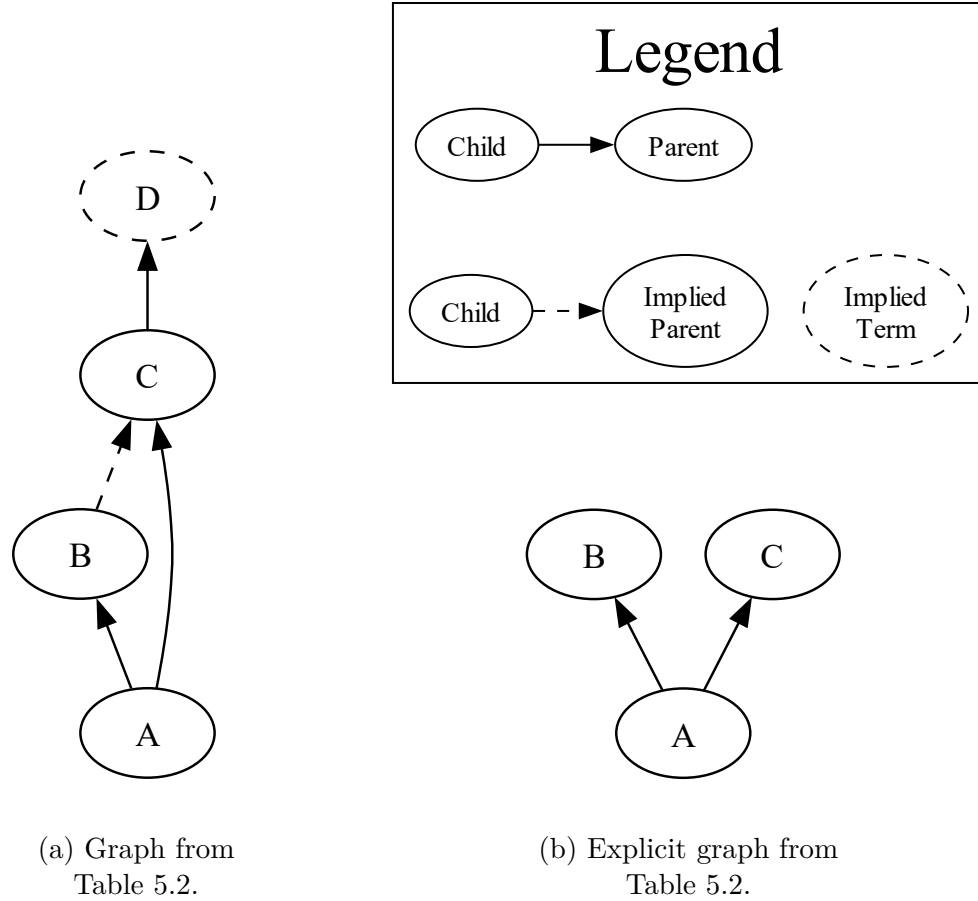 Legend
Child
Parent
Child
Implied
Parent
Implied
Term
D
C
B
A
B
C
A
(a) Graph from
Table 5.2.
(b) Explicit graph from
Table 5.2.